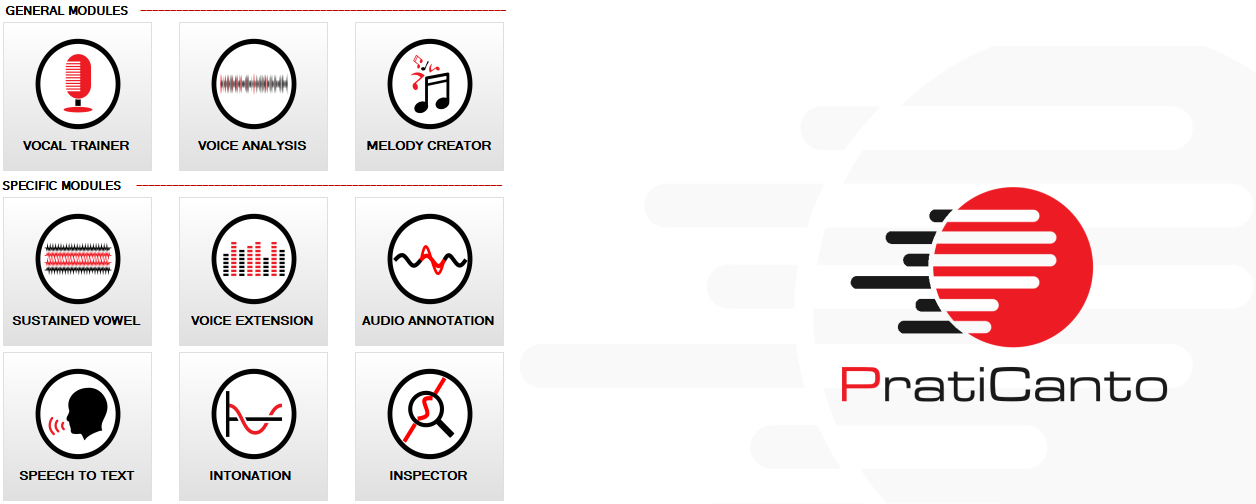 GENERAL MODULES
VOCAL TRAINER
VOICE ANALYSIS
MELODY CREATOR
SPECIFIC MODULES
SUSTAINED VOWEL
VOICE EXTENSION
AUDIO ANNOTATION
SPEECH TO TEXT
INTONATION
INSPECTOR
PratiCanto